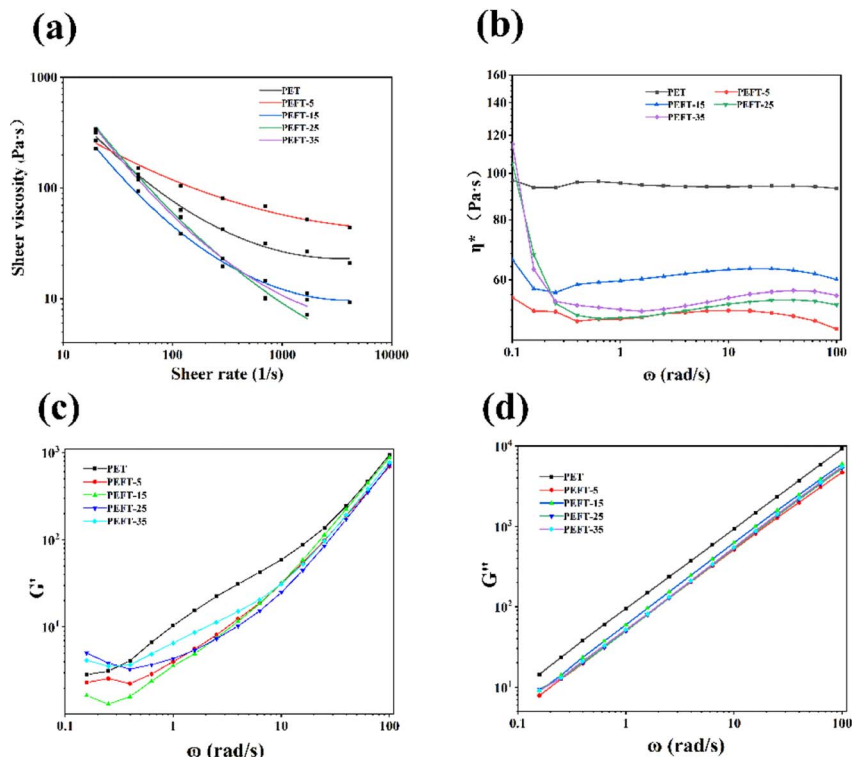 (a)
1000
100
10
Sheer viscosity (Pa·s)
10
100
1000
10000
Sheer rate (1/s)
PET
PEFT-5
PEFT-15
PEFT-25
PEFT-35
(b)
160
140
120
100
80
60
η* (Pa·s)
0.1
1
10
100
ω (rad/s)
PET
PEFT-5
PEFT-15
PEFT-25
PEFT-35
(c)
10³
10²
10¹
G'
0.1
1
10
100
ω (rad/s)
PET
PEFT-5
PEFT-15
PEFT-25
PEFT-35
(d)
10⁴
10³
10²
10¹
G"
0.1
1
10
100
ω (rad/s)
PET
PEFT-5
PEFT-15
PEFT-25
PEFT-35